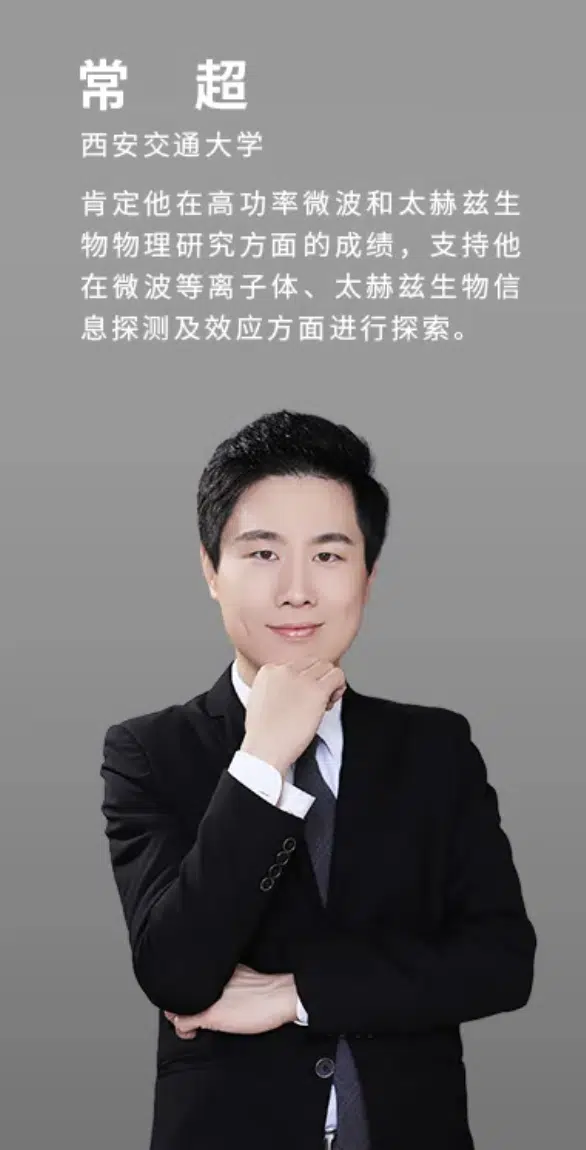 常 超
西安交通大学
肯定他在高功率微波和太赫兹生
物物理研究方面的成绩，支持他
在微波等离子体、太赫兹生物信
息探测及效应方面进行探索。